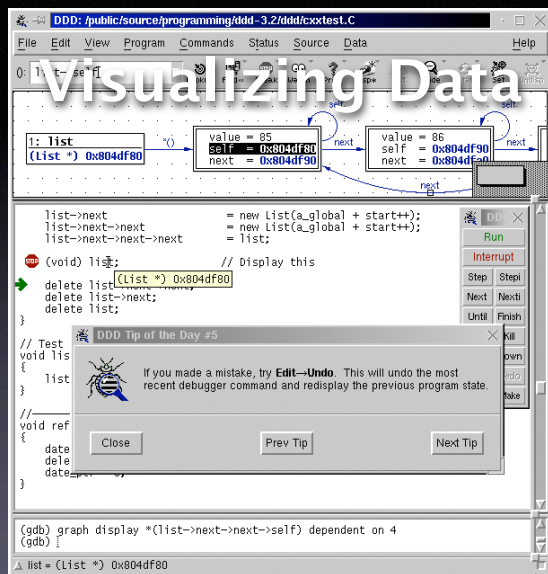 DDD: /public/source/programming/ddd-3.2/ddd/cxxtest.C
File Edit View Program Commands Status Source Data Help
(): list->self
Visualizing Data
1: list
(List *) 0x804df80
*()
value = 85
self = 0x804df80
next = 0x804df90
self
next
value = 86
self = 0x804df90
next = 0x804dfa0
self
next
next
list->next = new List(a_global + start++);
list->next->next = new List(a_global + start++);
list->next->next->next = list;
(void) list; // Display this
(List *) 0x804df80
delete list
delete list->next;
delete list;
}
// Test
void lis
{
list
}
//
void ref
{
date
dele
date_ptr
}
DDD
Run
Interrupt
Step Stepi
Next Nexti
Until Finish
Kill
DDD Tip of the Day #5
If you made a mistake, try Edit→Undo. This will undo the most
recent debugger command and redisplay the previous program state.
Close Prev Tip Next Tip
(gdb) graph display *(list->next->next->self) dependent on 4
(gdb)
list = (List *) 0x804df80